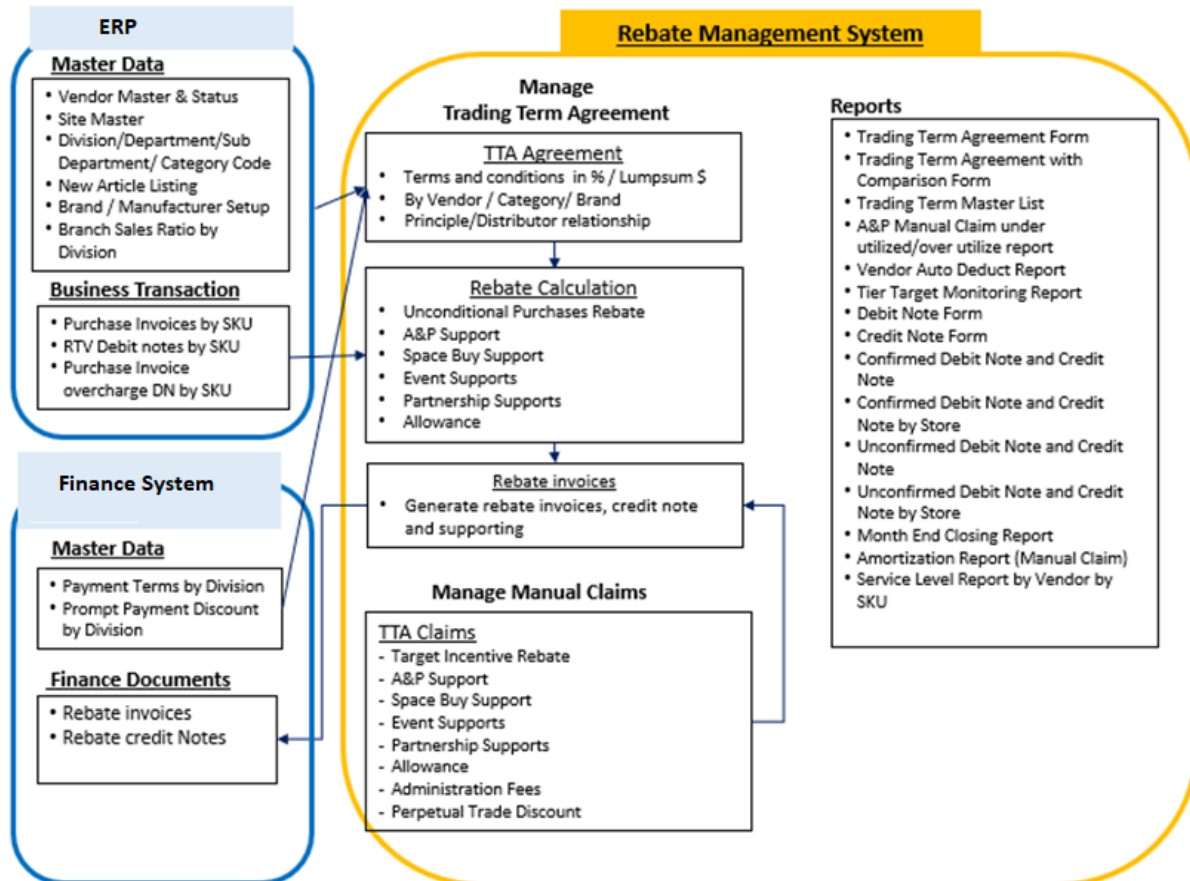 ERP
Master Data
• Vendor Master & Status
• Site Master
• Division/Department/Sub
Department/ Category Code
• New Article Listing
• Brand / Manufacturer Setup
• Branch Sales Ratio by
Division
Business Transaction
• Purchase Invoices by SKU
• RTV Debit notes by SKU
• Purchase Invoice
overcharge DN by SKU
Finance System
Master Data
• Payment Terms by Division
• Prompt Payment Discount
by Division
Finance Documents
• Rebate invoices
• Rebate credit Notes
Rebate Management System
Manage
Trading Term Agreement
TTA Agreement
• Terms and conditions in % / Lumpsum $
• By Vendor / Category/ Brand
• Principle/Distributor relationship
Rebate Calculation
• Unconditional Purchases Rebate
• A&P Support
• Space Buy Support
• Event Supports
• Partnership Supports
• Allowance
Rebate invoices
• Generate rebate invoices, credit note
and supporting
Manage Manual Claims
TTA Claims
- Target Incentive Rebate
- A&P Support
- Space Buy Support
- Event Supports
- Partnership Supports
- Allowance
- Administration Fees
- Perpetual Trade Discount
Reports
• Trading Term Agreement Form
• Trading Term Agreement with
Comparison Form
• Trading Term Master List
• A&P Manual Claim under
utilized/over utilize report
• Vendor Auto Deduct Report
• Tier Target Monitoring Report
• Debit Note Form
• Credit Note Form
• Confirmed Debit Note and Credit
Note
• Confirmed Debit Note and Credit
Note by Store
• Unconfirmed Debit Note and Credit
Note
• Unconfirmed Debit Note and Credit
Note by Store
• Month End Closing Report
• Amortization Report (Manual Claim)
• Service Level Report by Vendor by
SKU